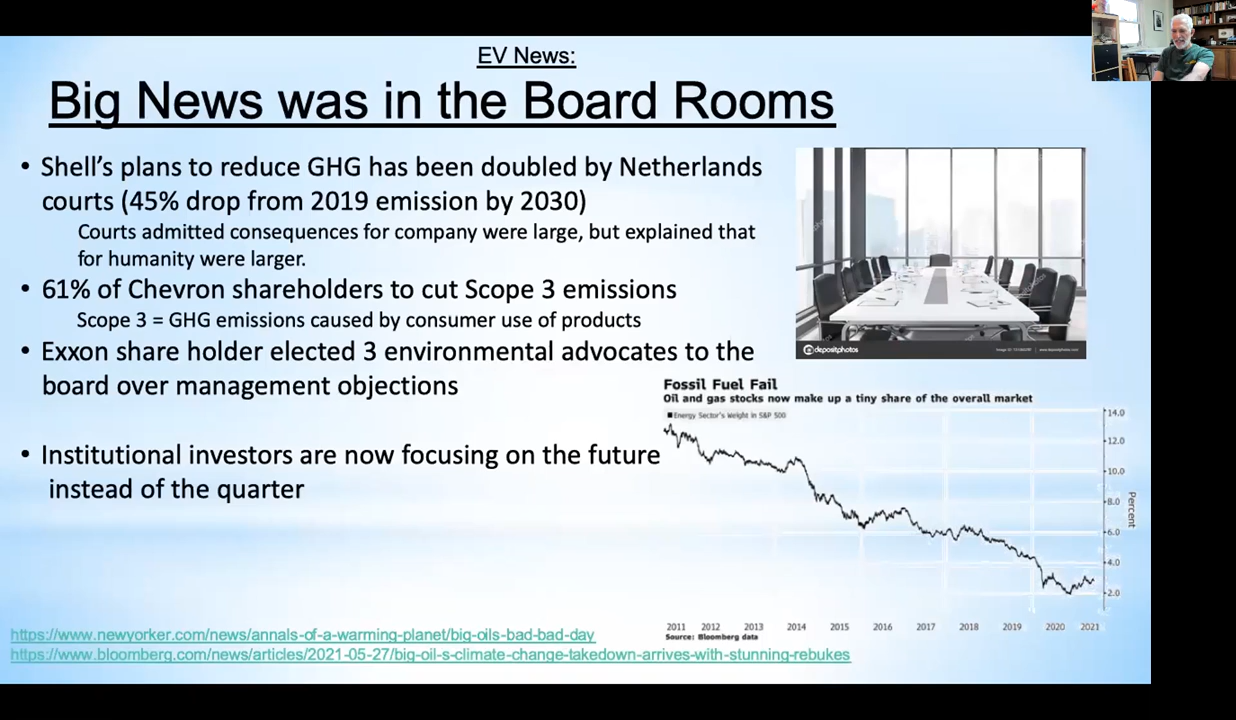 EV News:
Big News was in the Board Rooms
• Shell's plans to reduce GHG has been doubled by Netherlands
courts (45% drop from 2019 emission by 2030)
Courts admitted consequences for company were large, but explained that
for humanity were larger.
• 61% of Chevron shareholders to cut Scope 3 emissions
Scope 3 = GHG emissions caused by consumer use of products
• Exxon share holder elected 3 environmental advocates to the
board over management objections
• Institutional investors are now focusing on the future
instead of the quarter
depositphotos
www.depositphotos.com
Fossil Fuel Fail
Oil and gas stocks now make up a tiny share of the overall market
Energy Sector's Weight in S&P 500
14.0
12.0
10.0
8.0
6.0
4.0
2.0
Percent
2011 2012 2013 2014 2015 2016 2017 2018 2019 2020 2021
Source: Bloomberg data
https://www.newyorker.com/news/annals-of-a-warming-planet/big-oils-bad-bad-day
https://www.bloomberg.com/news/articles/2021-05-27/big-oil-s-climate-change-takedown-arrives-with-stunning-rebukes